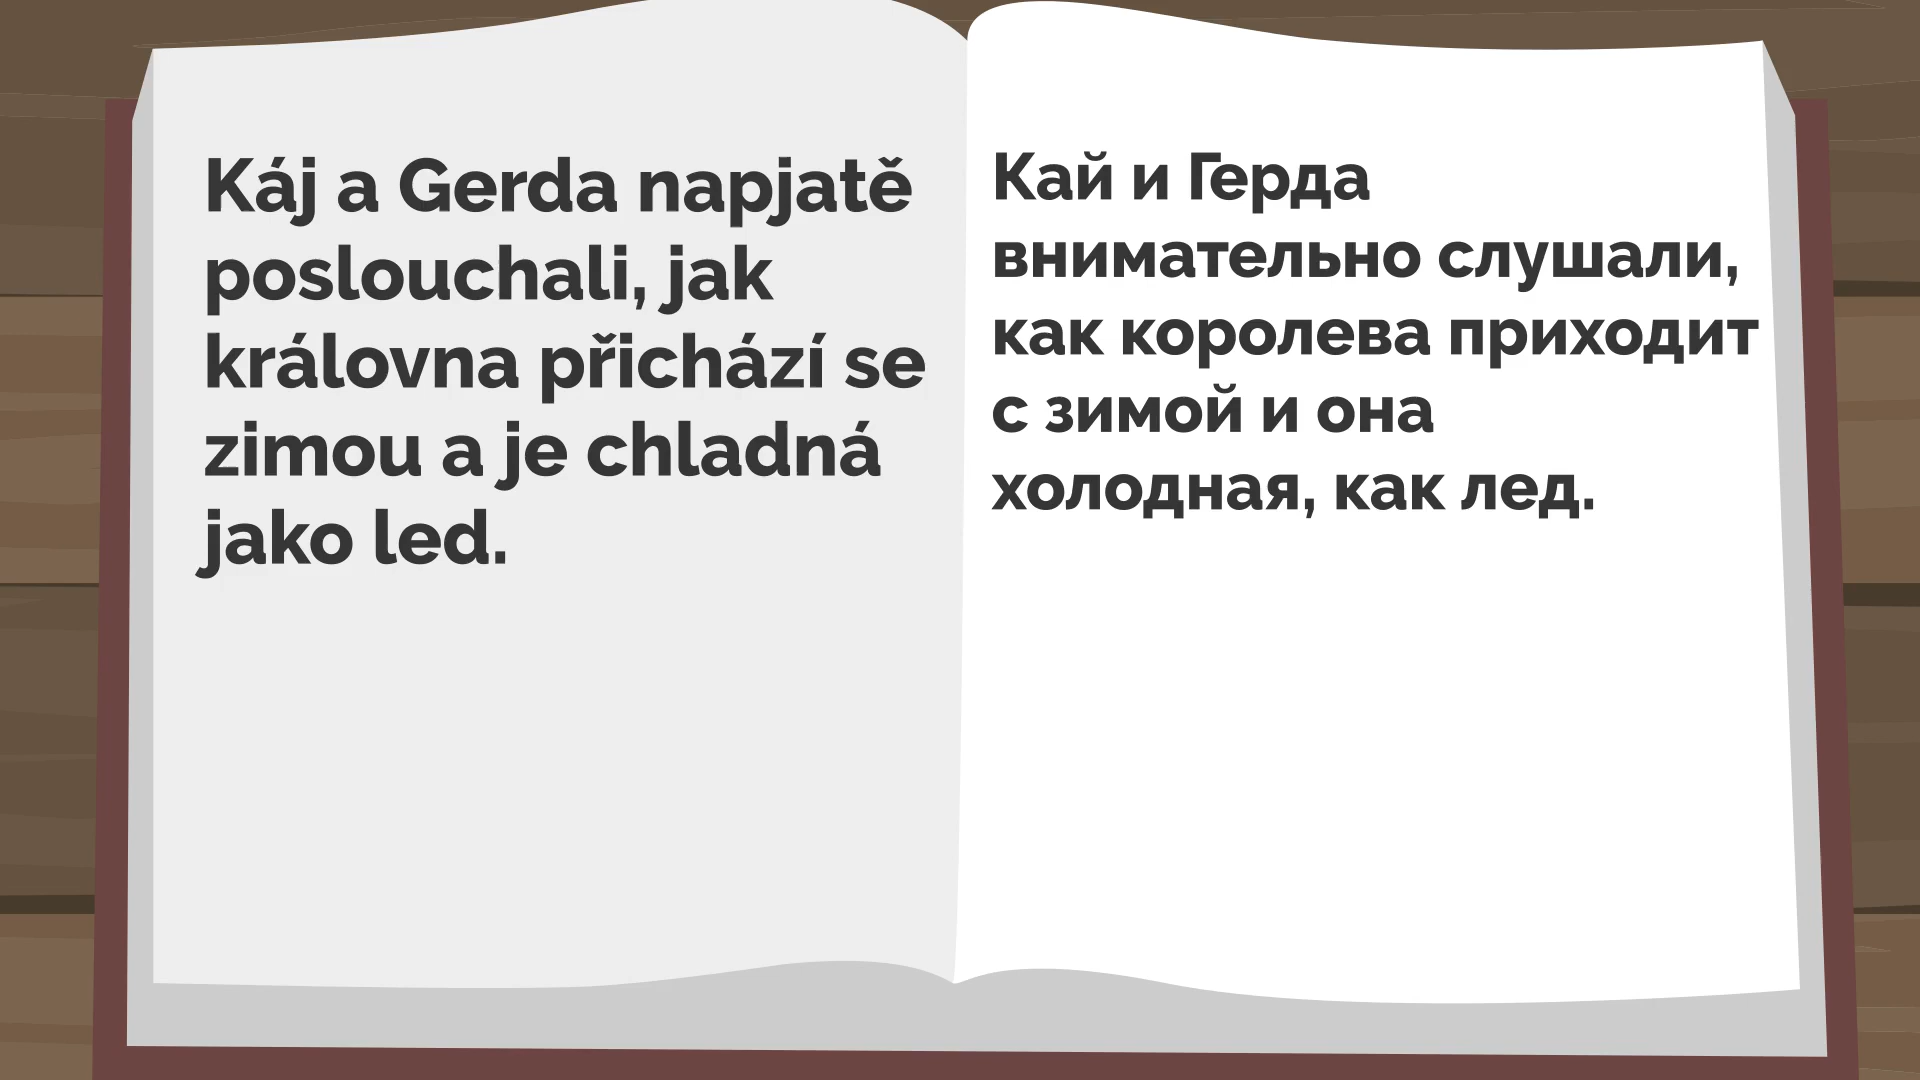 Káj a Gerda napjatě
poslouchali, jak
královna přichází se
zimou a je chladná
jako led.
Кай и Герда
внимательно слушали,
как королева приходит
с зимой и она
холодная, как лед.